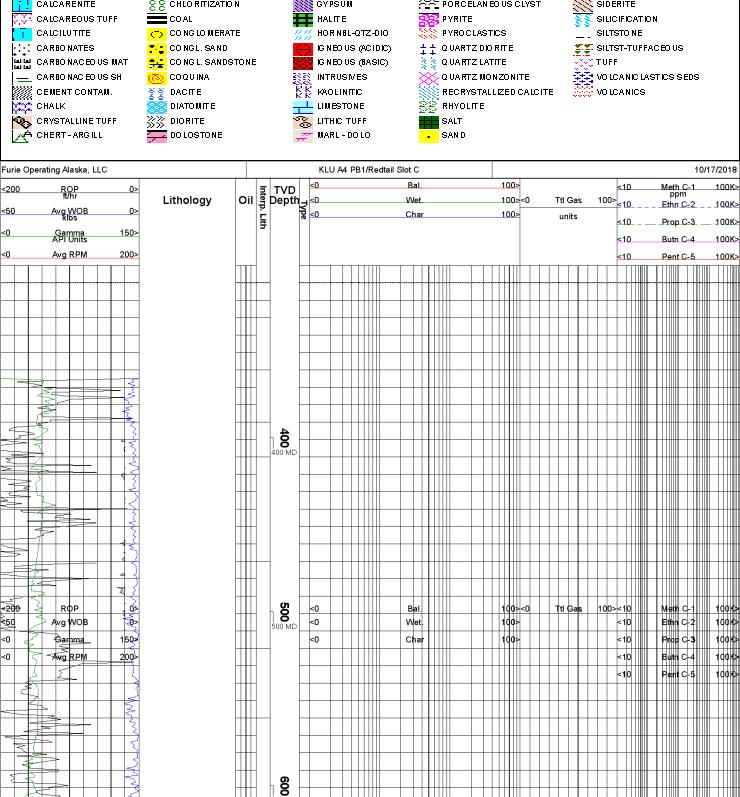 CALCARENITE CHLORITIZATION GYPSUM PORCELANEOUS CLYST SIDERITE
CALCAREOUS TUFF COAL HALITE PYRITE SILICIFICATION
CALCILUTITE CONGLOMERATE HORNBL-QTZ-DIO PYROCLASTICS SILTSTONE
CARBONATES CONGL. SAND IGNEOUS (ACIDIC) QUARTZ DIORITE SILTST-TUFFACEOUS
CARBONACEOUS MAT CONGL. SANDSTONE IGNEOUS (BASIC) QUARTZ LATITE TUFF
CARBONACEOUS SH COQUINA INTRUSIVES QUARTZ MONZONITE VOLCANICLASTICS SEDS
CEMENT CONTAM. DACITE KAOLINITIC RECRYSTALLIZED CALCITE VOLCANICS
CHALK DIATOMITE LIMESTONE RHYOLITE
CRYSTALLINE TUFF DIORITE LITHIC TUFF SALT
CHERT-ARGILL DOLOSTONE MARL-DOLO SAND
Furie Operating Alaska, LLC KLU A4 PB1/Redtail Slot C 10/17/2018
<200 ROP 0>
ft/hr
<50 Avg WOB 0>
klbs
<0 Gamma 150>
API Units
<0 Avg RPM 200>
Lithology
Oil
Interp. Lith
TVD
Depth
Type
<0 Bal. 100>
<0 Wet. 100>
<0 Char 100>
<0 Ttl Gas 100>
units
<10 Meth C-1 100K>
ppm
<10 Ethn C-2 100K>
<10 Prop C-3 100K>
<10 Butn C-4 100K>
<10 Pent C-5 100K>
400
400 MD
<200 ROP 0> 500 <0 Bal. 100> <0 Ttl Gas 100> <10 Meth C-1 100K>
<50 Avg WOB 0> 500 MD <0 Wet. 100> <10 Ethn C-2 100K>
<0 Gamma 150> <0 Char 100> <10 Prop C-3 100K>
<0 Avg RPM 200> <10 Butn C-4 100K>
<10 Pent C-5 100K>
600